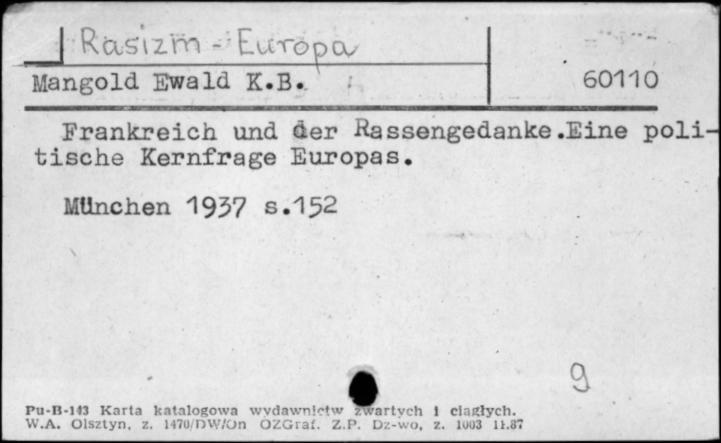 Rasizm - Europa
Mangold Ewald K.B.
60110
Frankreich und der Rassengedanke.Eine poli-
tische Kernfrage Europas.
München 1937 s.152
g
Pu-B-143 Karta katalogowa wydawnictw zwartych i ciągłych.
W.A. Olsztyn, z. 1470/DW/On OZGraf. Z.P. Dz-wo, z. 1003 11.87